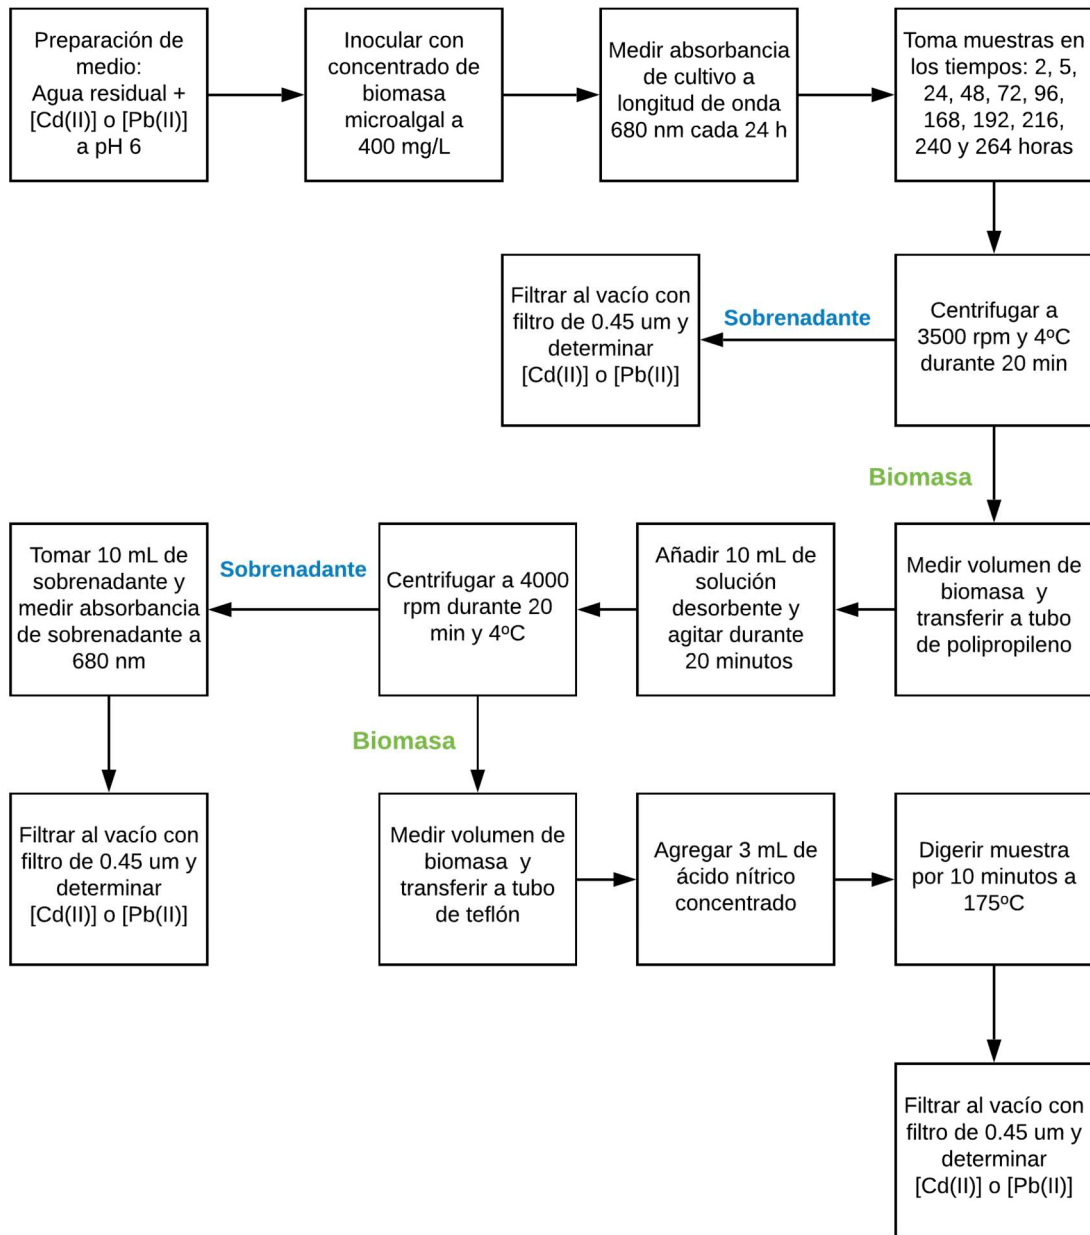 Preparación de
medio:
Agua residual +
[Cd(II)] o [Pb(II)]
a pH 6
Inocular con
concentrado de
biomasa
microalgal a
400 mg/L
Medir absorbancia
de cultivo a
longitud de onda
680 nm cada 24 h
Toma muestras en
los tiempos: 2, 5,
24, 48, 72, 96,
168, 192, 216,
240 y 264 horas
Filtrar al vacío con
filtro de 0.45 um y
determinar
[Cd(II)] o [Pb(II)]
Sobrenadante
Centrifugar a
3500 rpm y 4ºC
durante 20 min
Biomasa
Tomar 10 mL de
sobrenadante y
medir absorbancia
de sobrenadante a
680 nm
Sobrenadante
Centrifugar a 4000
rpm durante 20
min y 4ºC
Añadir 10 mL de
solución
desorbente y
agitar durante
20 minutos
Medir volumen de
biomasa y
transferir a tubo
de polipropileno
Biomasa
Filtrar al vacío con
filtro de 0.45 um y
determinar
[Cd(II)] o [Pb(II)]
Medir volumen de
biomasa y
transferir a tubo
de teflón
Agregar 3 mL de
ácido nítrico
concentrado
Digerir muestra
por 10 minutos a
175ºC
Filtrar al vacío con
filtro de 0.45 um y
determinar
[Cd(II)] o [Pb(II)]